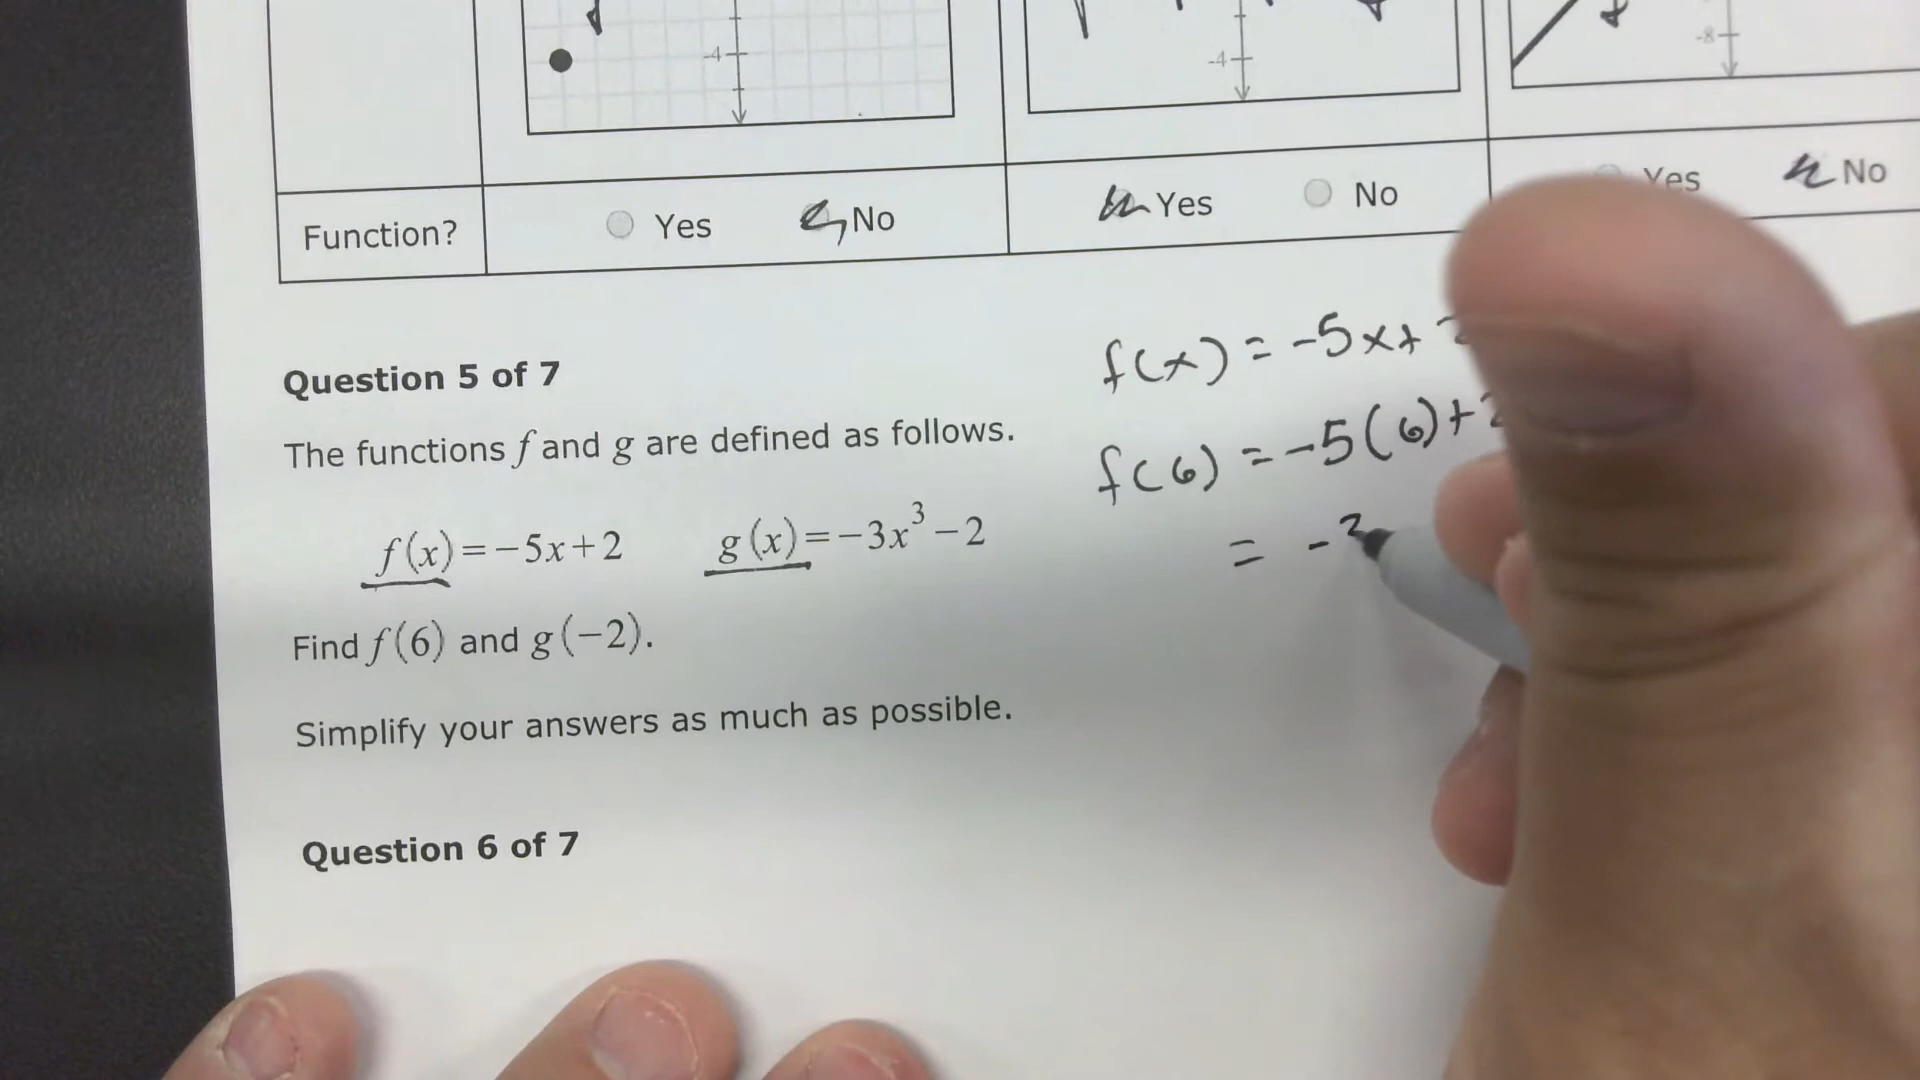 -4
-4
-8
Function? Yes No Yes No Yes No
Question 5 of 7
The functions f and g are defined as follows.
f(x)=-5x+2 g(x)=-3x³-2
Find f(6) and g(-2).
Simplify your answers as much as possible.
Question 6 of 7
f(x) = -5x+
f(6) = -5(6)+2
= -3